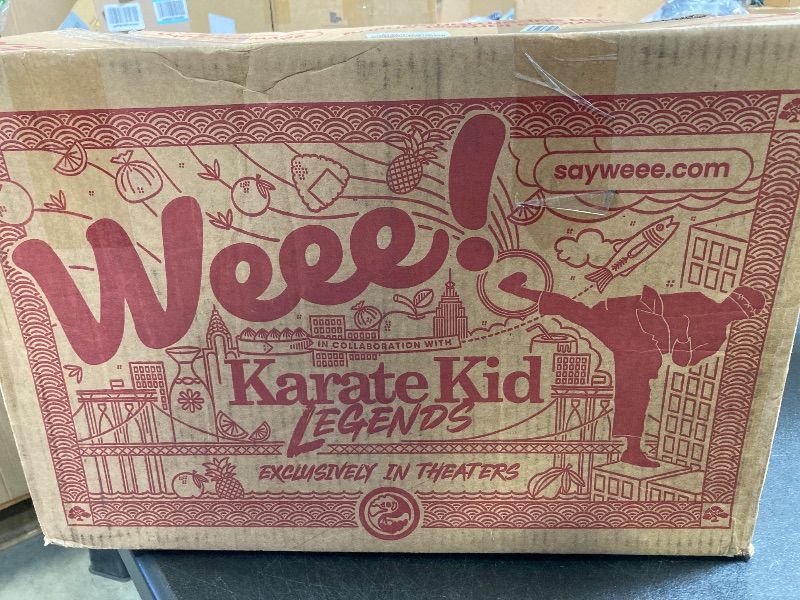 Weee!
sayweee.com
IN COLLABORATION WITH
Karate Kid
LEGENDS
EXCLUSIVELY IN THEATERS